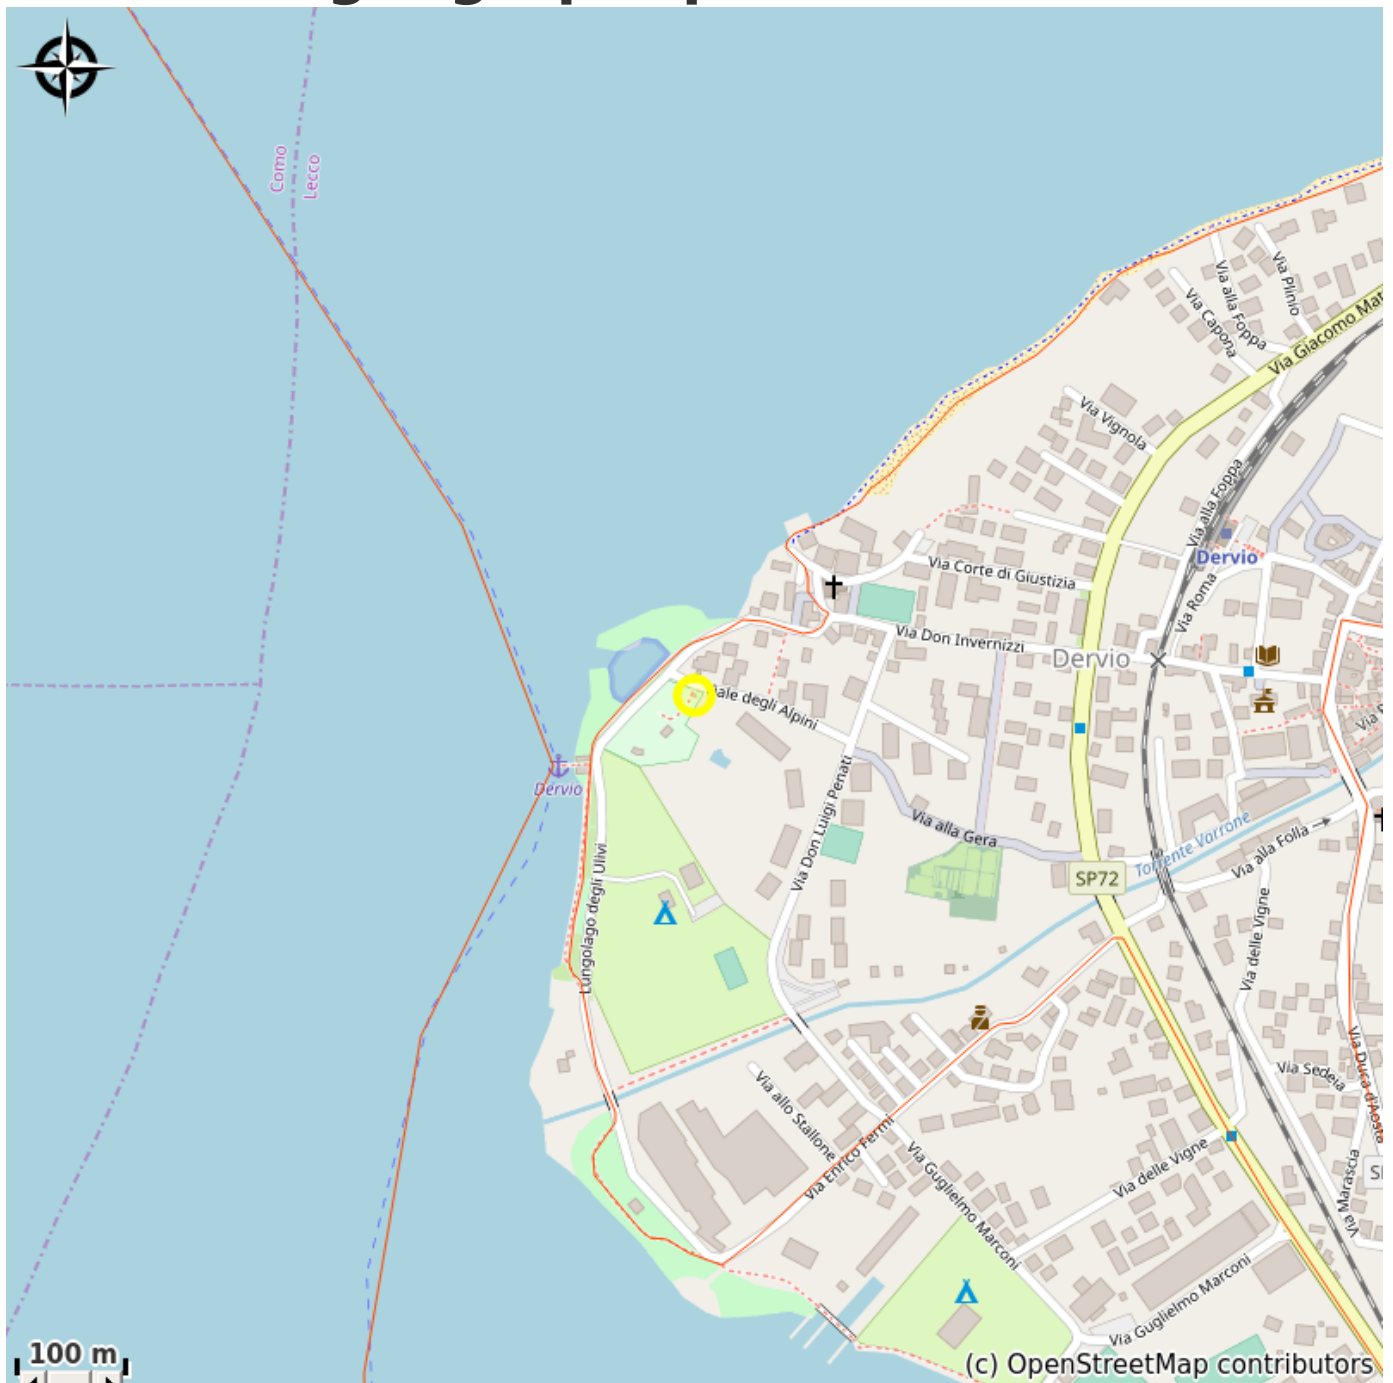 Como
Lecco
Via Plinio
Via alla Foppa
Via Capona
Via Giacomo Mat
Via Vignola
Via alla Foppa
Dervio
Via Corte di Giustizia
Via Roma
Via Don Invernizzi
Dervio
ale degli Alpini
Dervio
Via Don Luigi Penati
Via alla Gera
Torrente Varrone
Via alla Folla
SP72
Lungolago degli Ulivi
Via delle Vigne
Via Sedeia
Via Duca d'Aosta
Via allo Stallone
Via Enrico Fermi
Via Guglielmo Marconi
Via delle Vigne
Via Marascia
Via Guglielmo Marconi
100 m
(c) OpenStreetMap contributors